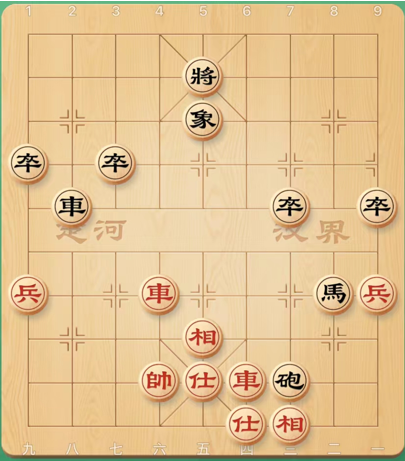 1 2 3 4 5 6 7 8 9
將
象
卒 卒
車 卒 卒
楚河 汉界
兵 車 馬 兵
相
帥 仕 車 砲
仕 相
九 八 七 六 五 四 三 二 一